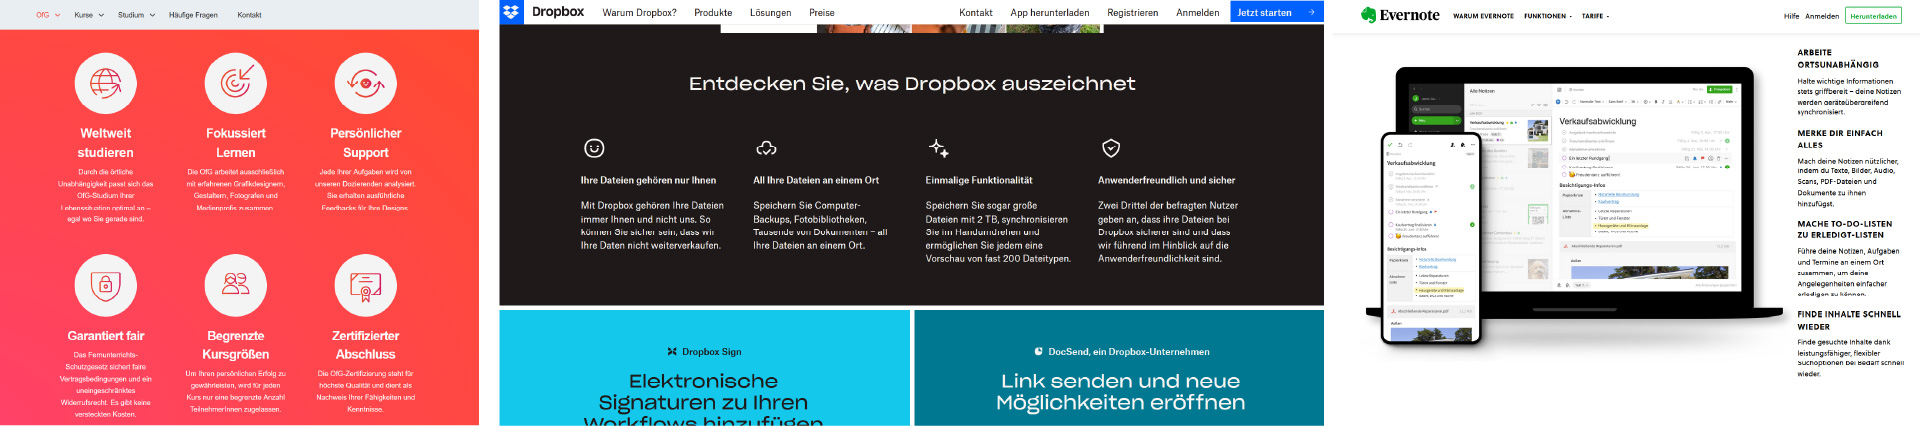 OfG Kurse Studium Häufige Fragen Kontakt
Weltweit
studieren
Durch die örtliche
Unabhängigkeit passt sich das
OfG-Studium Ihrer
Lebenssituation optimal an –
egal wo Sie gerade sind.
Fokussiert
Lernen
Die OfG arbeitet ausschließlich
mit erfahrenen Grafikdesignern,
Gestaltern, Fotografen und
Medienprofis zusammen
Persönlicher
Support
Jede Ihrer Aufgaben wird von
unseren Dozierenden analysiert.
Sie erhalten ausführliche
Feedbacks für Ihre Designs
Garantiert fair
Das Fernunterrichts-
Schutzgesetz sichert faire
Vertragsbedingungen und ein
uneingeschränktes
Widerrufsrecht. Es gibt keine
versteckten Kosten.
Begrenzte
Kursgrößen
Um Ihren persönlichen Erfolg zu
gewährleisten, wird für jeden
Kurs nur eine begrenzte Anzahl
TeilnehmerInnen zugelassen.
Zertifizierter
Abschluss
Die OfG-Zertifizierung steht für
höchste Qualität und dient als
Nachweis Ihrer Fähigkeiten und
Kenntnisse.
Dropbox Warum Dropbox? Produkte Lösungen Preise Kontakt App herunterladen Registrieren Anmelden Jetzt starten
Entdecken Sie, was Dropbox auszeichnet
Ihre Dateien gehören nur Ihnen
Mit Dropbox gehören Ihre Dateien
immer Ihnen und nicht uns. So
können Sie sicher sein, dass wir
Ihre Daten nicht weiterverkaufen.
All Ihre Dateien an einem Ort
Speichern Sie Computer-
Backups, Fotobibliotheken,
Tausende von Dokumenten – all
Ihre Dateien an einem Ort.
Einmalige Funktionalität
Speichern Sie sogar große
Dateien mit 2 TB, synchronisieren
Sie im Handumdrehen und
ermöglichen Sie jedem eine
Vorschau von fast 200 Dateitypen.
Anwenderfreundlich und sicher
Zwei Drittel der befragten Nutzer
geben an, dass ihre Dateien bei
Dropbox sicherer sind und dass
wir führend im Hinblick auf die
Anwenderfreundlichkeit sind.
Dropbox Sign
Elektronische
Signaturen zu Ihren
Workflows hinzufügen
DocSend, ein Dropbox-Unternehmen
Link senden und neue
Möglichkeiten eröffnen
Evernote WARUM EVERNOTE FUNKTIONEN TARIFE Hilfe Anmelden Herunterladen
Alle Notizen
Verkaufsabwicklung
Verkaufsabwicklung
Ein letzter Rundgang
Besichtigungs-Infos
Verkaufsabwicklung
Besichtigungs-Infos
ARBEITE
ORTSUNABHÄNGIG
Halte wichtige Informationen
stets griffbereit – deine Notizen
werden geräteübergreifend
synchronisiert.
MERKE DIR EINFACH
ALLES
Mach deine Notizen nützlicher,
indem du Texte, Bilder, Audio,
Scans, PDF-Dateien und
Dokumente zu ihnen
hinzufügst.
MACHE TO-DO-LISTEN
ZU ERLEDIGT-LISTEN
Führe deine Notizen, Aufgaben
und Termine an einem Ort
zusammen, um deine
Angelegenheiten einfacher
erledigen zu können.
FINDE INHALTE SCHNELL
WIEDER
Finde gesuchte Inhalte dank
leistungsfähiger, flexibler
Suchoptionen bei Bedarf schnell
wieder.